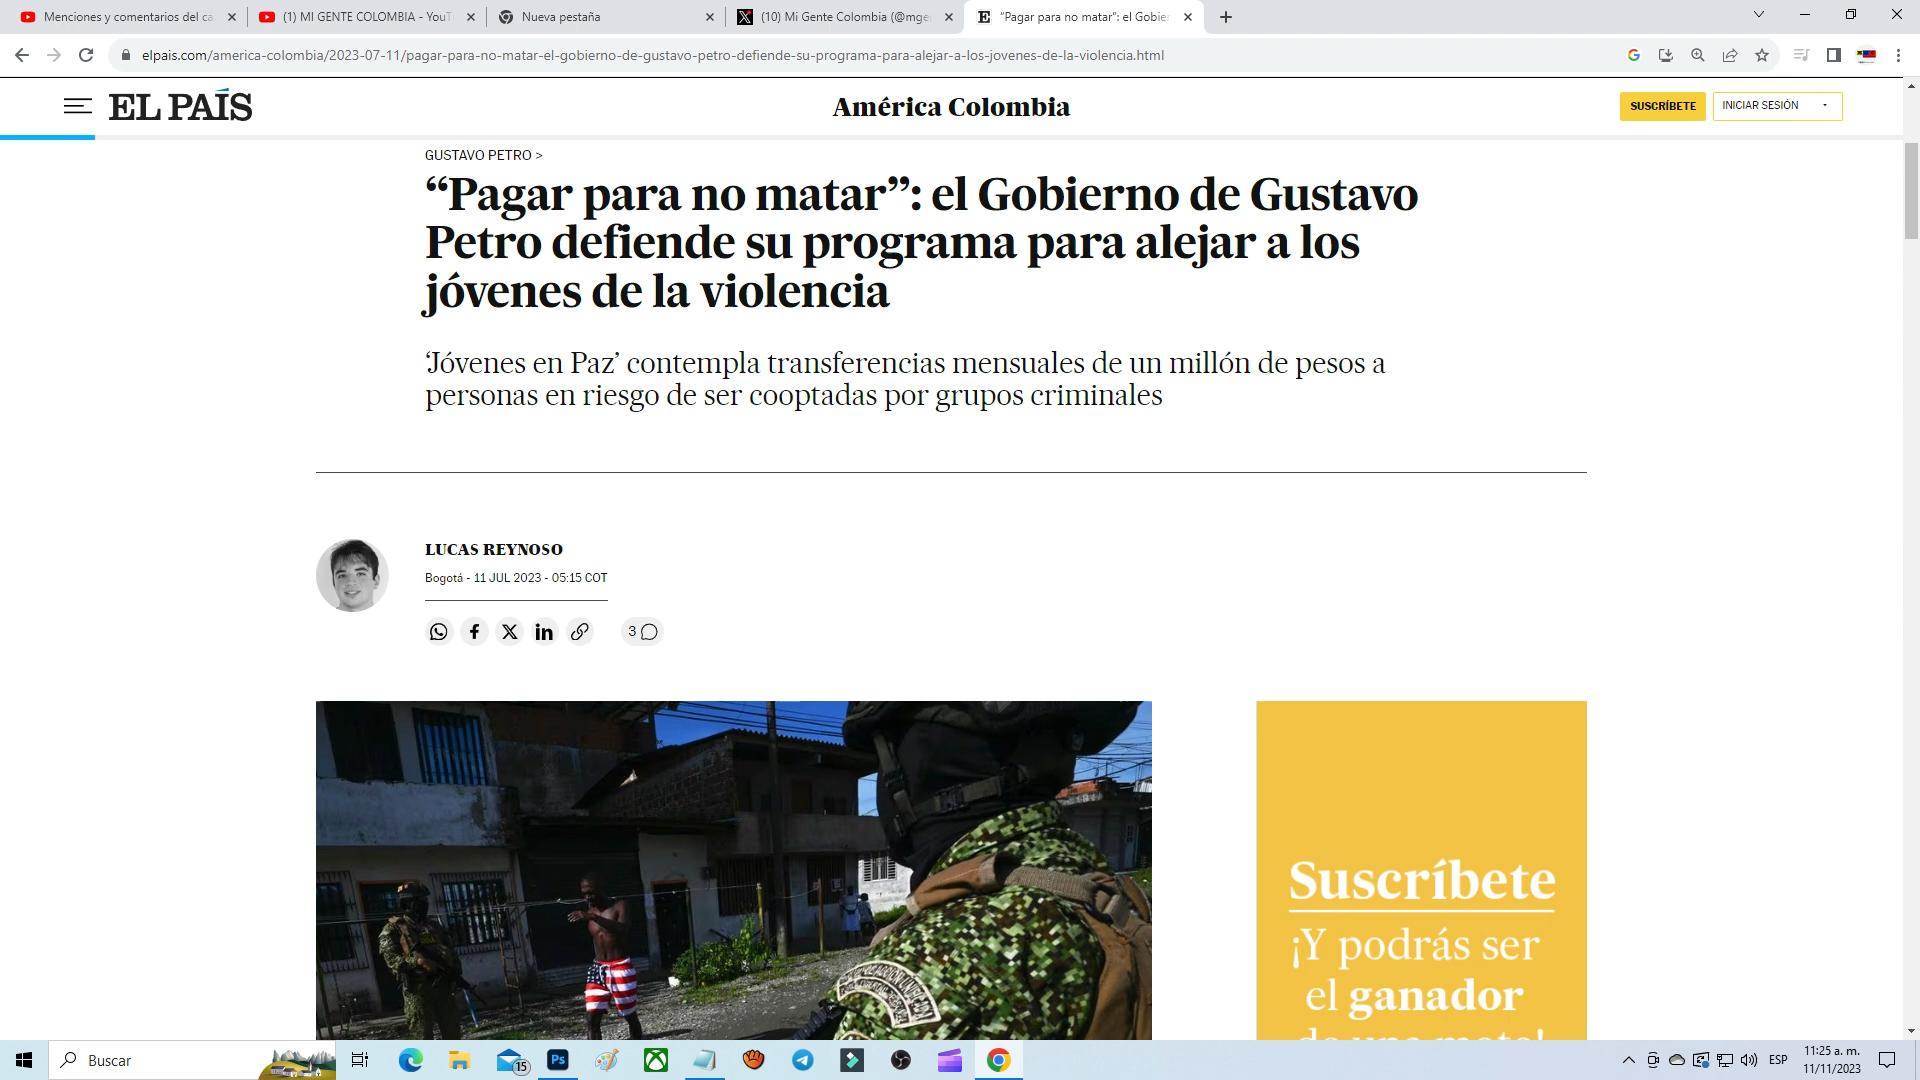 Menciones y comentarios del ca
(1) MI GENTE COLOMBIA - YouT
Nueva pestaña
(10) Mi Gente Colombia (@mge
“Pagar para no matar”: el Gobier
elpais.com/america-colombia/2023-07-11/pagar-para-no-matar-el-gobierno-de-gustavo-petro-defiende-su-programa-para-alejar-a-los-jovenes-de-la-violencia.html
EL PAÍS
América Colombia
SUSCRÍBETE
INICIAR SESIÓN
GUSTAVO PETRO >
“Pagar para no matar”: el Gobierno de Gustavo
Petro defiende su programa para alejar a los
jóvenes de la violencia
‘Jóvenes en Paz’ contempla transferencias mensuales de un millón de pesos a
personas en riesgo de ser cooptadas por grupos criminales
LUCAS REYNOSO
Bogotá - 11 JUL 2023 - 05:15 COT
3
Suscríbete
¡Y podrás ser
el ganador
de una moto!
Buscar
15
Ps
ESP
11:25 a. m.
11/11/2023